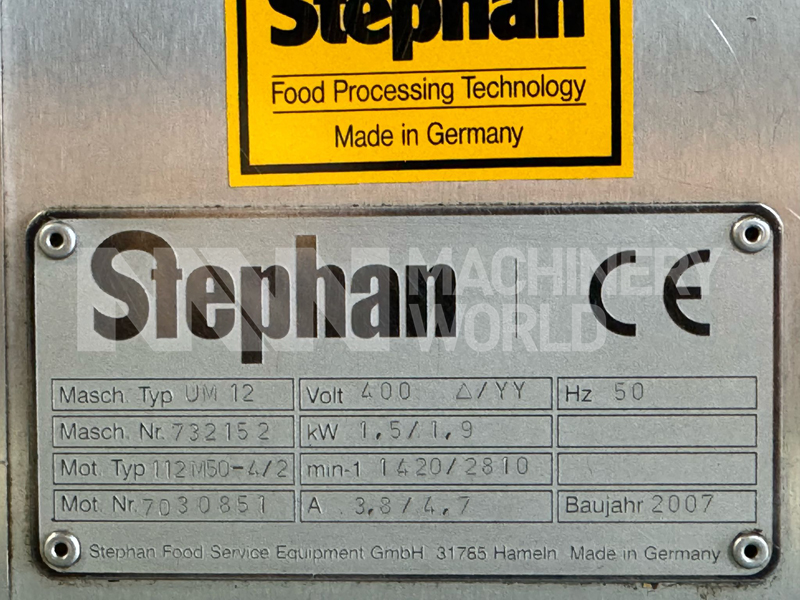 Stephan
Food Processing Technology
Made in Germany
Stephan CE
MACHINERY
WORLD
Masch. Typ UM 12 Volt 400 △/YY Hz 50
Masch. Nr. 732152 kW 1,5/1,9
Mot. Typ 112M50-4/2 min-1 1420/2810
Mot. Nr. 7030851 A 3,8/4,7 Baujahr 2007
Stephan Food Service Equipment GmbH 31785 Hameln Made in Germany